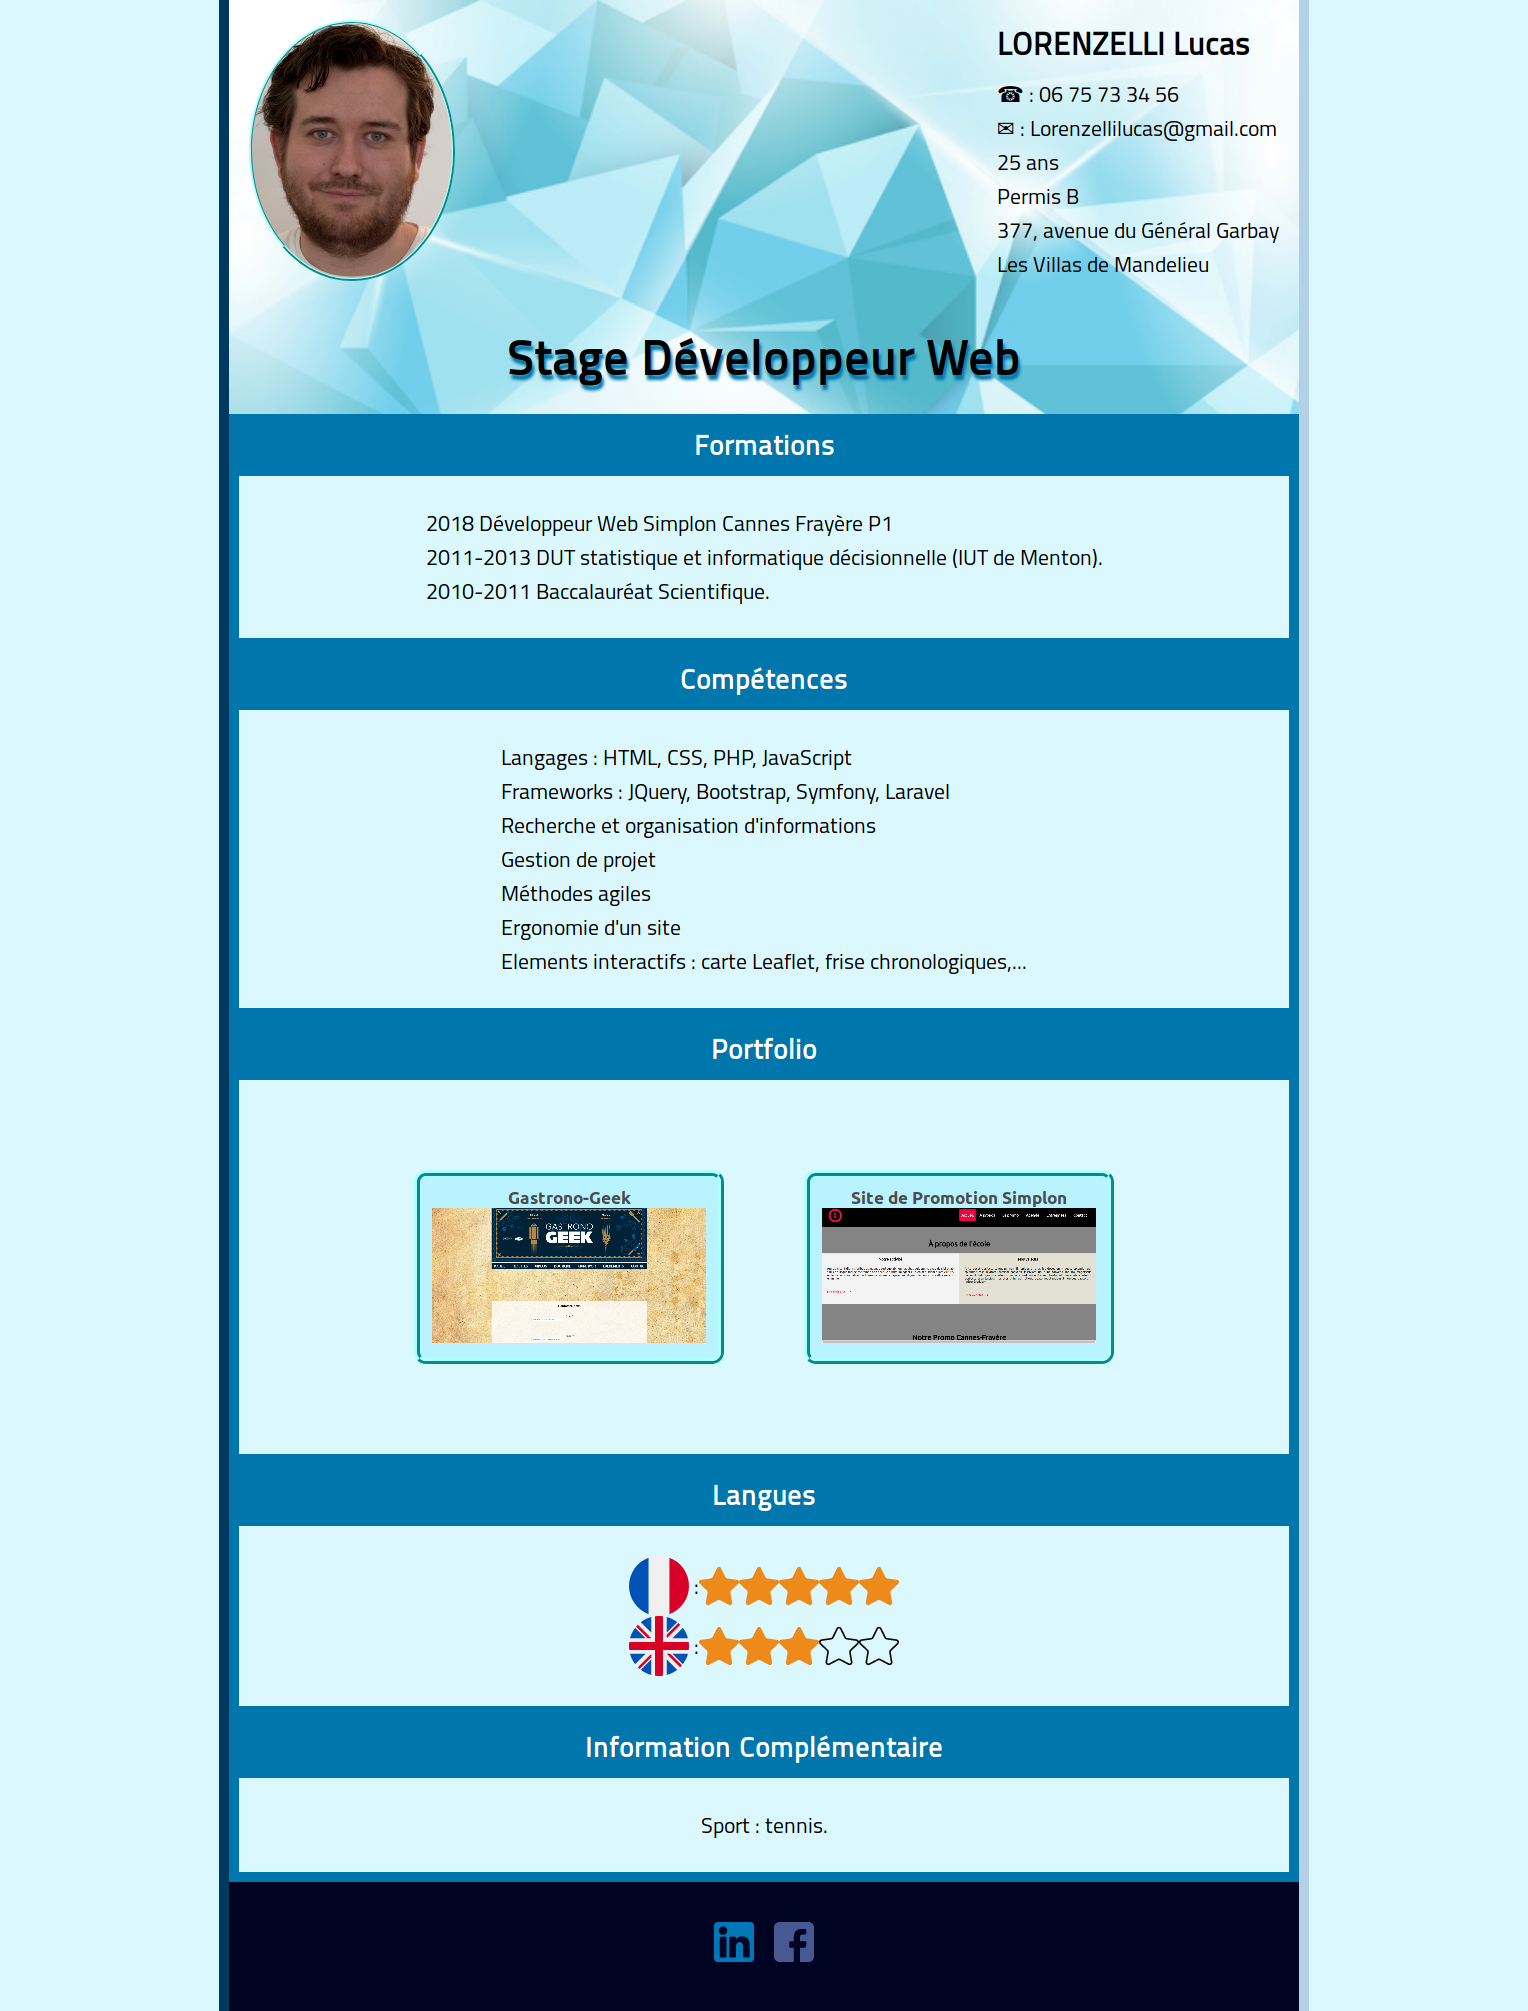 LORENZELLI Lucas
☎ : 06 75 73 34 56
✉ : Lorenzellilucas@gmail.com
25 ans
Permis B
377, avenue du Général Garbay
Les Villas de Mandelieu
Stage Développeur Web
Formations
2018 Développeur Web Simplon Cannes Frayère P1
2011-2013 DUT statistique et informatique décisionnelle (IUT de Menton).
2010-2011 Baccalauréat Scientifique.
Compétences
Langages : HTML, CSS, PHP, JavaScript
Frameworks : JQuery, Bootstrap, Symfony, Laravel
Recherche et organisation d'informations
Gestion de projet
Méthodes agiles
Ergonomie d'un site
Elements interactifs : carte Leaflet, frise chronologiques,...
Portfolio
Gastrono-Geek
GASTRONO
GEEK
Site de Promotion Simplon
À propos de l'école
Notre Promo Cannes-Frayère
Langues
:
:
Information Complémentaire
Sport : tennis.
in f